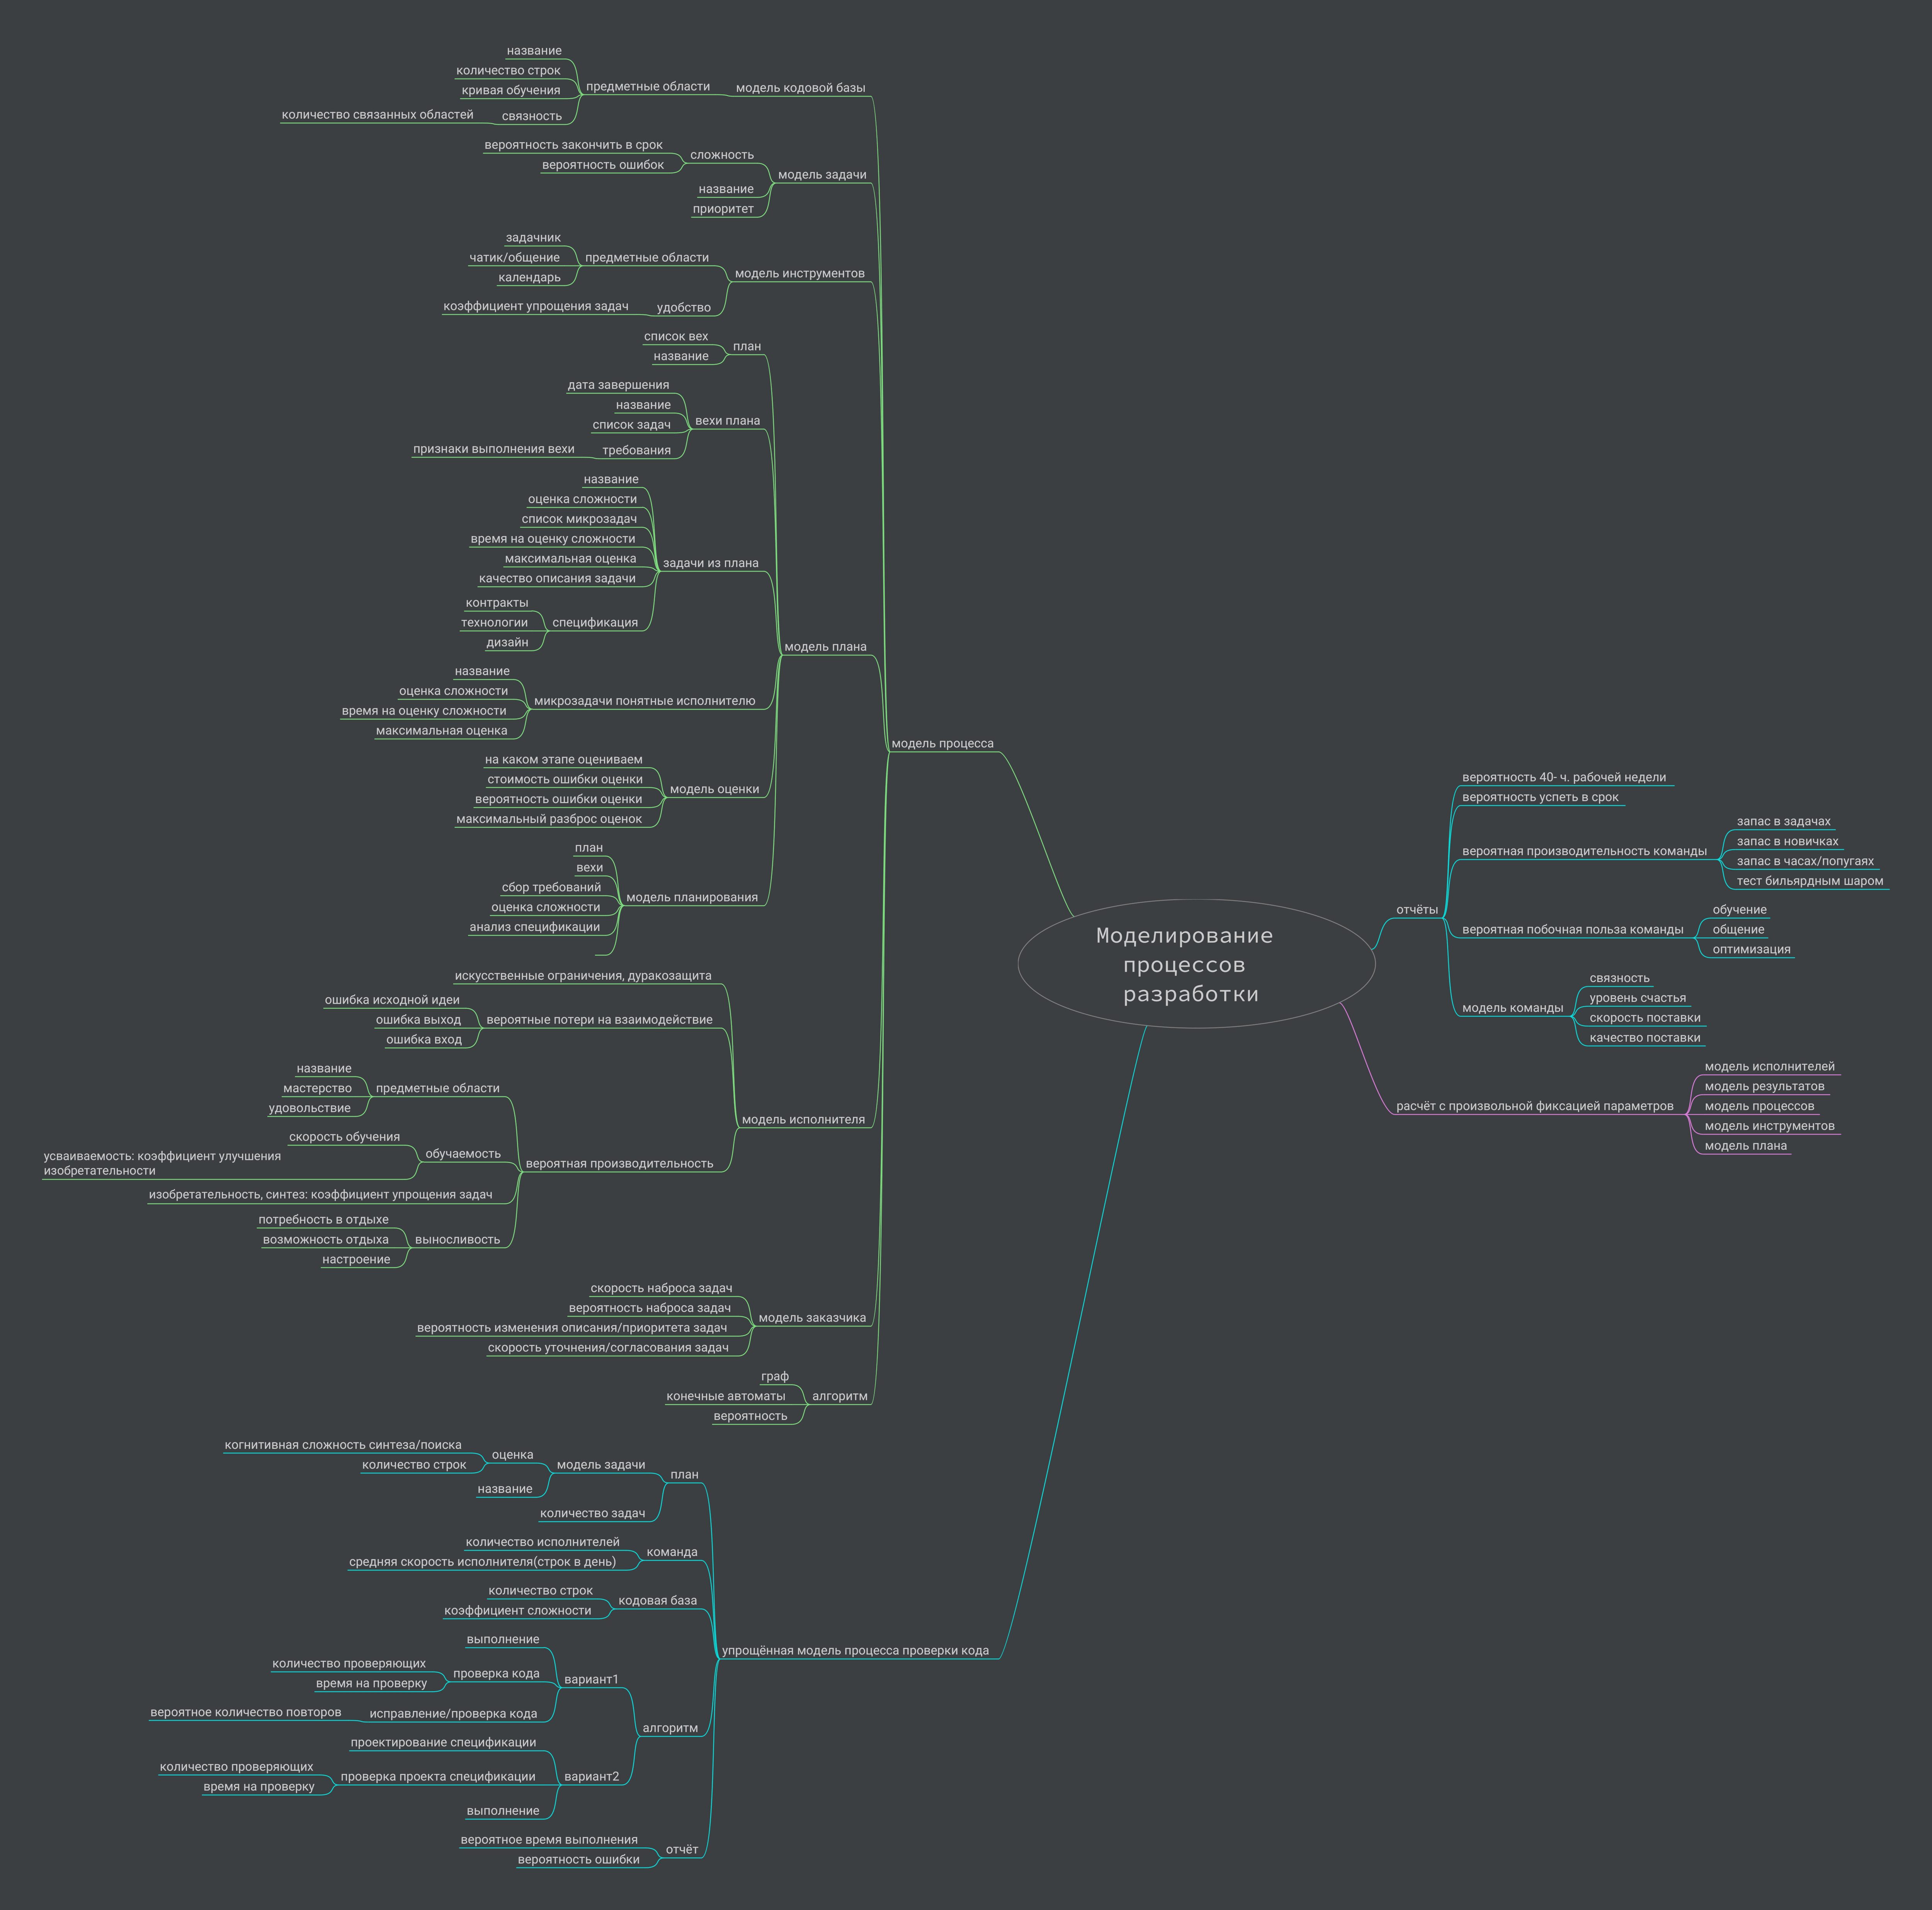 название
количество строк
кривая обучения
количество связанных областей
связность
предметные области
модель кодовой базы
вероятность закончить в срок
вероятность ошибок
сложность
название
приоритет
модель задачи
задачник
чатик/общение
календарь
предметные области
коэффициент упрощения задач
удобство
модель инструментов
список вех
название
план
дата завершения
название
список задач
признаки выполнения вехи
требования
вехи плана
название
оценка сложности
список микрозадач
время на оценку сложности
максимальная оценка
качество описания задачи
контракты
технологии
дизайн
спецификация
задачи из плана
название
оценка сложности
время на оценку сложности
максимальная оценка
микрозадачи понятные исполнителю
на каком этапе оцениваем
стоимость ошибки оценки
вероятность ошибки оценки
максимальный разброс оценок
модель оценки
план
вехи
сбор требований
оценка сложности
анализ спецификации
модель планирования
модель плана
искусственные ограничения, дуракозащита
ошибка исходной идеи
ошибка выход
ошибка вход
вероятные потери на взаимодействие
название
мастерство
удовольствие
предметные области
скорость обучения
усваиваемость: коэффициент улучшения
изобретательности
обучаемость
изобретательность, синтез: коэффициент упрощения задач
потребность в отдыхе
возможность отдыха
настроение
выносливость
вероятная производительность
модель исполнителя
скорость наброса задач
вероятность наброса задач
вероятность изменения описания/приоритета задач
скорость уточнения/согласования задач
модель заказчика
граф
конечные автоматы
вероятность
алгоритм
модель процесса
когнитивная сложность синтеза/поиска
количество строк
оценка
название
модель задачи
количество задач
план
количество исполнителей
средняя скорость исполнителя(строк в день)
команда
количество строк
коэффициент сложности
кодовая база
выполнение
количество проверяющих
время на проверку
проверка кода
вероятное количество повторов
исправление/проверка кода
вариант1
проектирование спецификации
количество проверяющих
время на проверку
проверка проекта спецификации
выполнение
вариант2
алгоритм
вероятное время выполнения
вероятность ошибки
отчёт
упрощённая модель процесса проверки кода
Моделирование
процессов
разработки
отчёты
вероятность 40- ч. рабочей недели
вероятность успеть в срок
вероятная производительность команды
запас в задачах
запас в новичках
запас в часах/попугаях
тест бильярдным шаром
вероятная побочная польза команды
обучение
общение
оптимизация
модель команды
связность
уровень счастья
скорость поставки
качество поставки
расчёт с произвольной фиксацией параметров
модель исполнителей
модель результатов
модель процессов
модель инструментов
модель плана